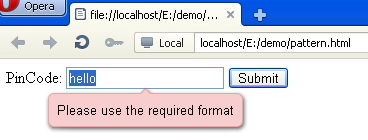 Opera
file://localhost/E:/demo/...
Local localhost/E:/demo/pattern.html
PinCode: hello Submit
Please use the required format